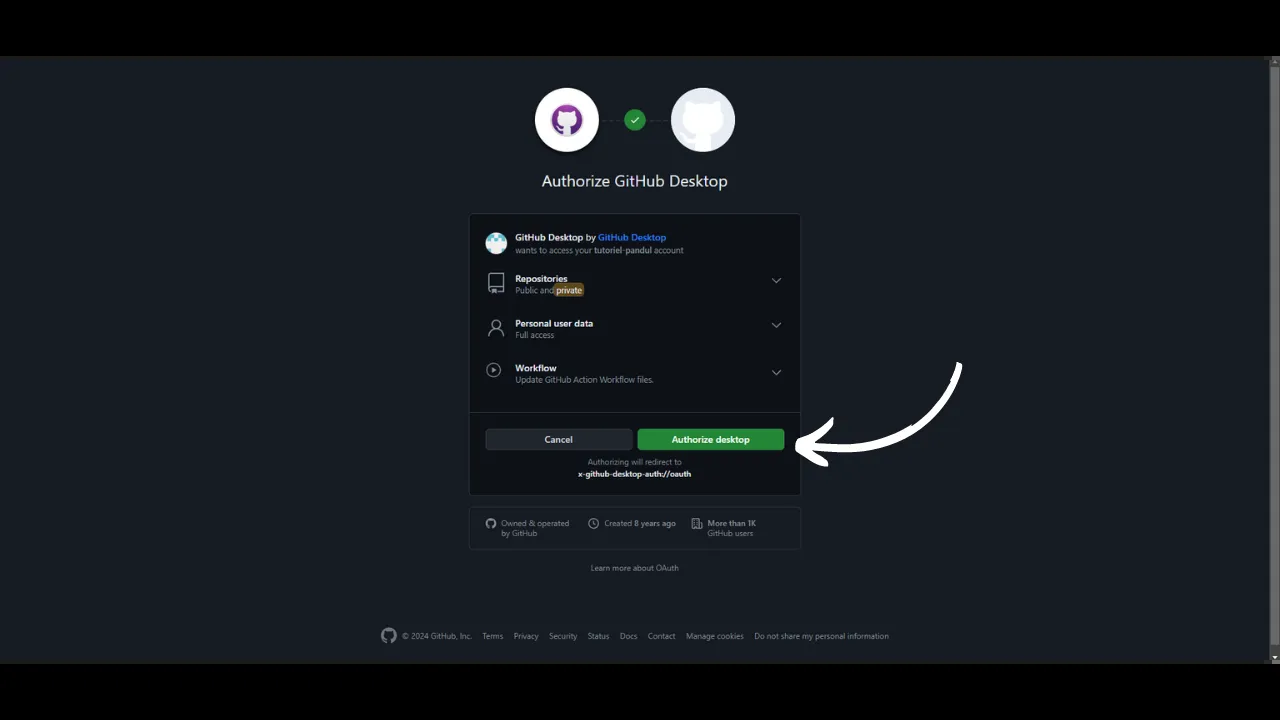 Authorize GitHub Desktop
GitHub Desktop by GitHub Desktop
wants to access your tutoriel-pandul account
Repositories
Public and private
Personal user data
Full access
Workflow
Update GitHub Action Workflow files.
Cancel
Authorize desktop
Authorizing will redirect to
x-github-desktop-auth://oauth
Owned & operated
by GitHub
Created 8 years ago
More than 1K
GitHub users
Learn more about OAuth
© 2024 GitHub, Inc. Terms Privacy Security Status Docs Contact Manage cookies Do not share my personal information